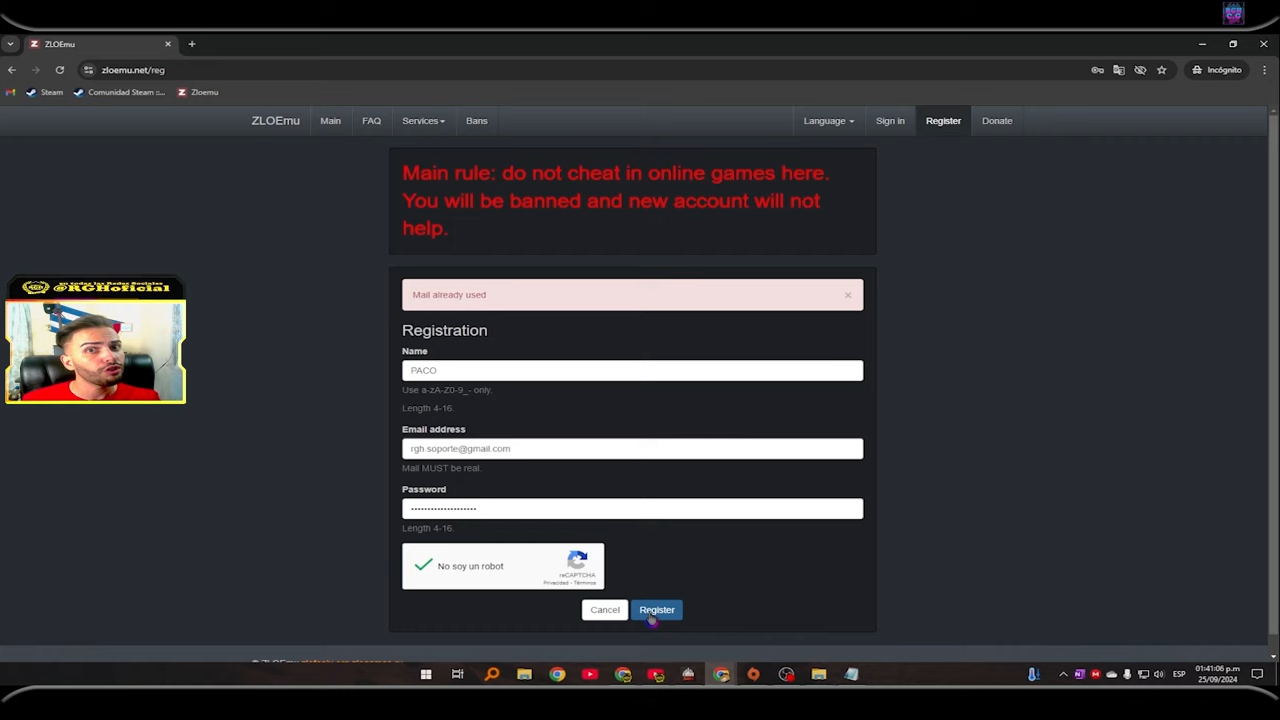 ZLOEmu
zloemu.net/reg
Incógnito
Steam
Comunidad Steam ::...
Zloemu
ZLOEmu
Main
FAQ
Services
Bans
Language
Sign in
Register
Donate
Main rule: do not cheat in online games here.
You will be banned and new account will not
help.
Mail already used
Registration
Name
PACO
Use a-zA-Z0-9_- only.
Length 4-16.
Email address
rgh.soporte@gmail.com
Mail MUST be real.
Password
Length 4-16.
No soy un robot
reCAPTCHA
Privacidad - Términos
Cancel
Register
@RGHoficial
ESP
01:41:06 p.m.
25/09/2024